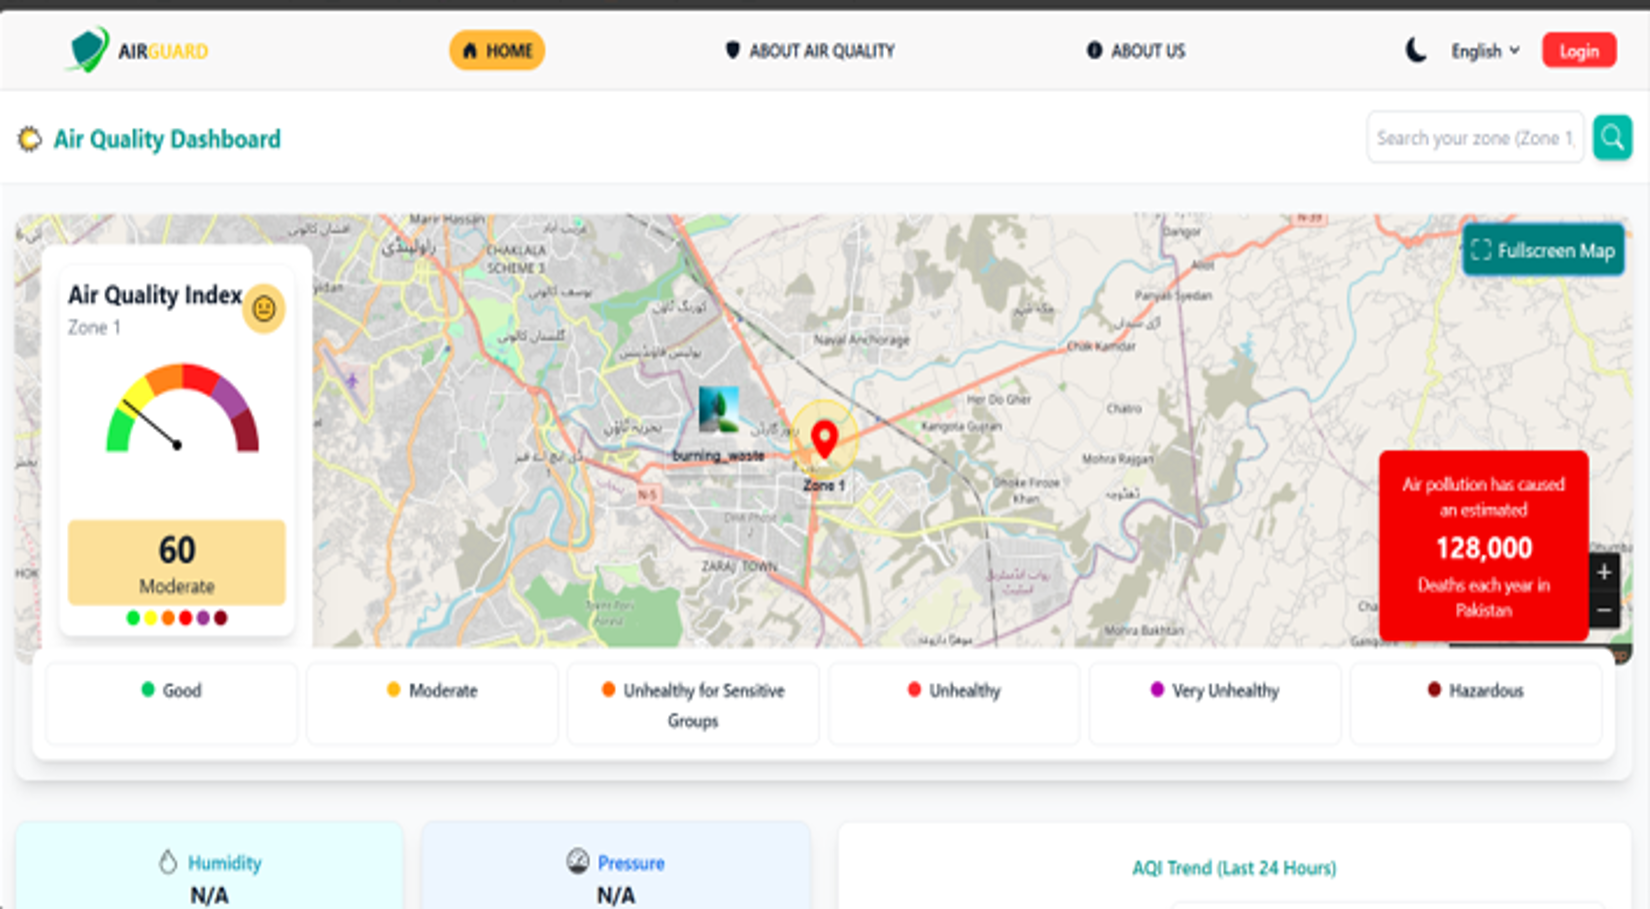 AIRGUARD
HOME
ABOUT AIR QUALITY
ABOUT US
English
Login
Air Quality Dashboard
Search your zone (Zone 1,
Fullscreen Map
Air Quality Index
Zone 1
60
Moderate
CHAKLALA
SCHEME 3
راولپنڈی
Naval Anchorage
Dangor
N-35
Chak Kamdar
Her Do Gher
Kangota Gujran
Chatro
Mohra Rajgan
Dhoke Firoze
Khan
burning_waste
Zone 1
N-5
ZARAJ TOWN
Mohra Bakhtan
Air pollution has caused
an estimated
128,000
Deaths each year in
Pakistan
+
−
Good
Moderate
Unhealthy for Sensitive
Groups
Unhealthy
Very Unhealthy
Hazardous
Humidity
N/A
Pressure
N/A
AQI Trend (Last 24 Hours)